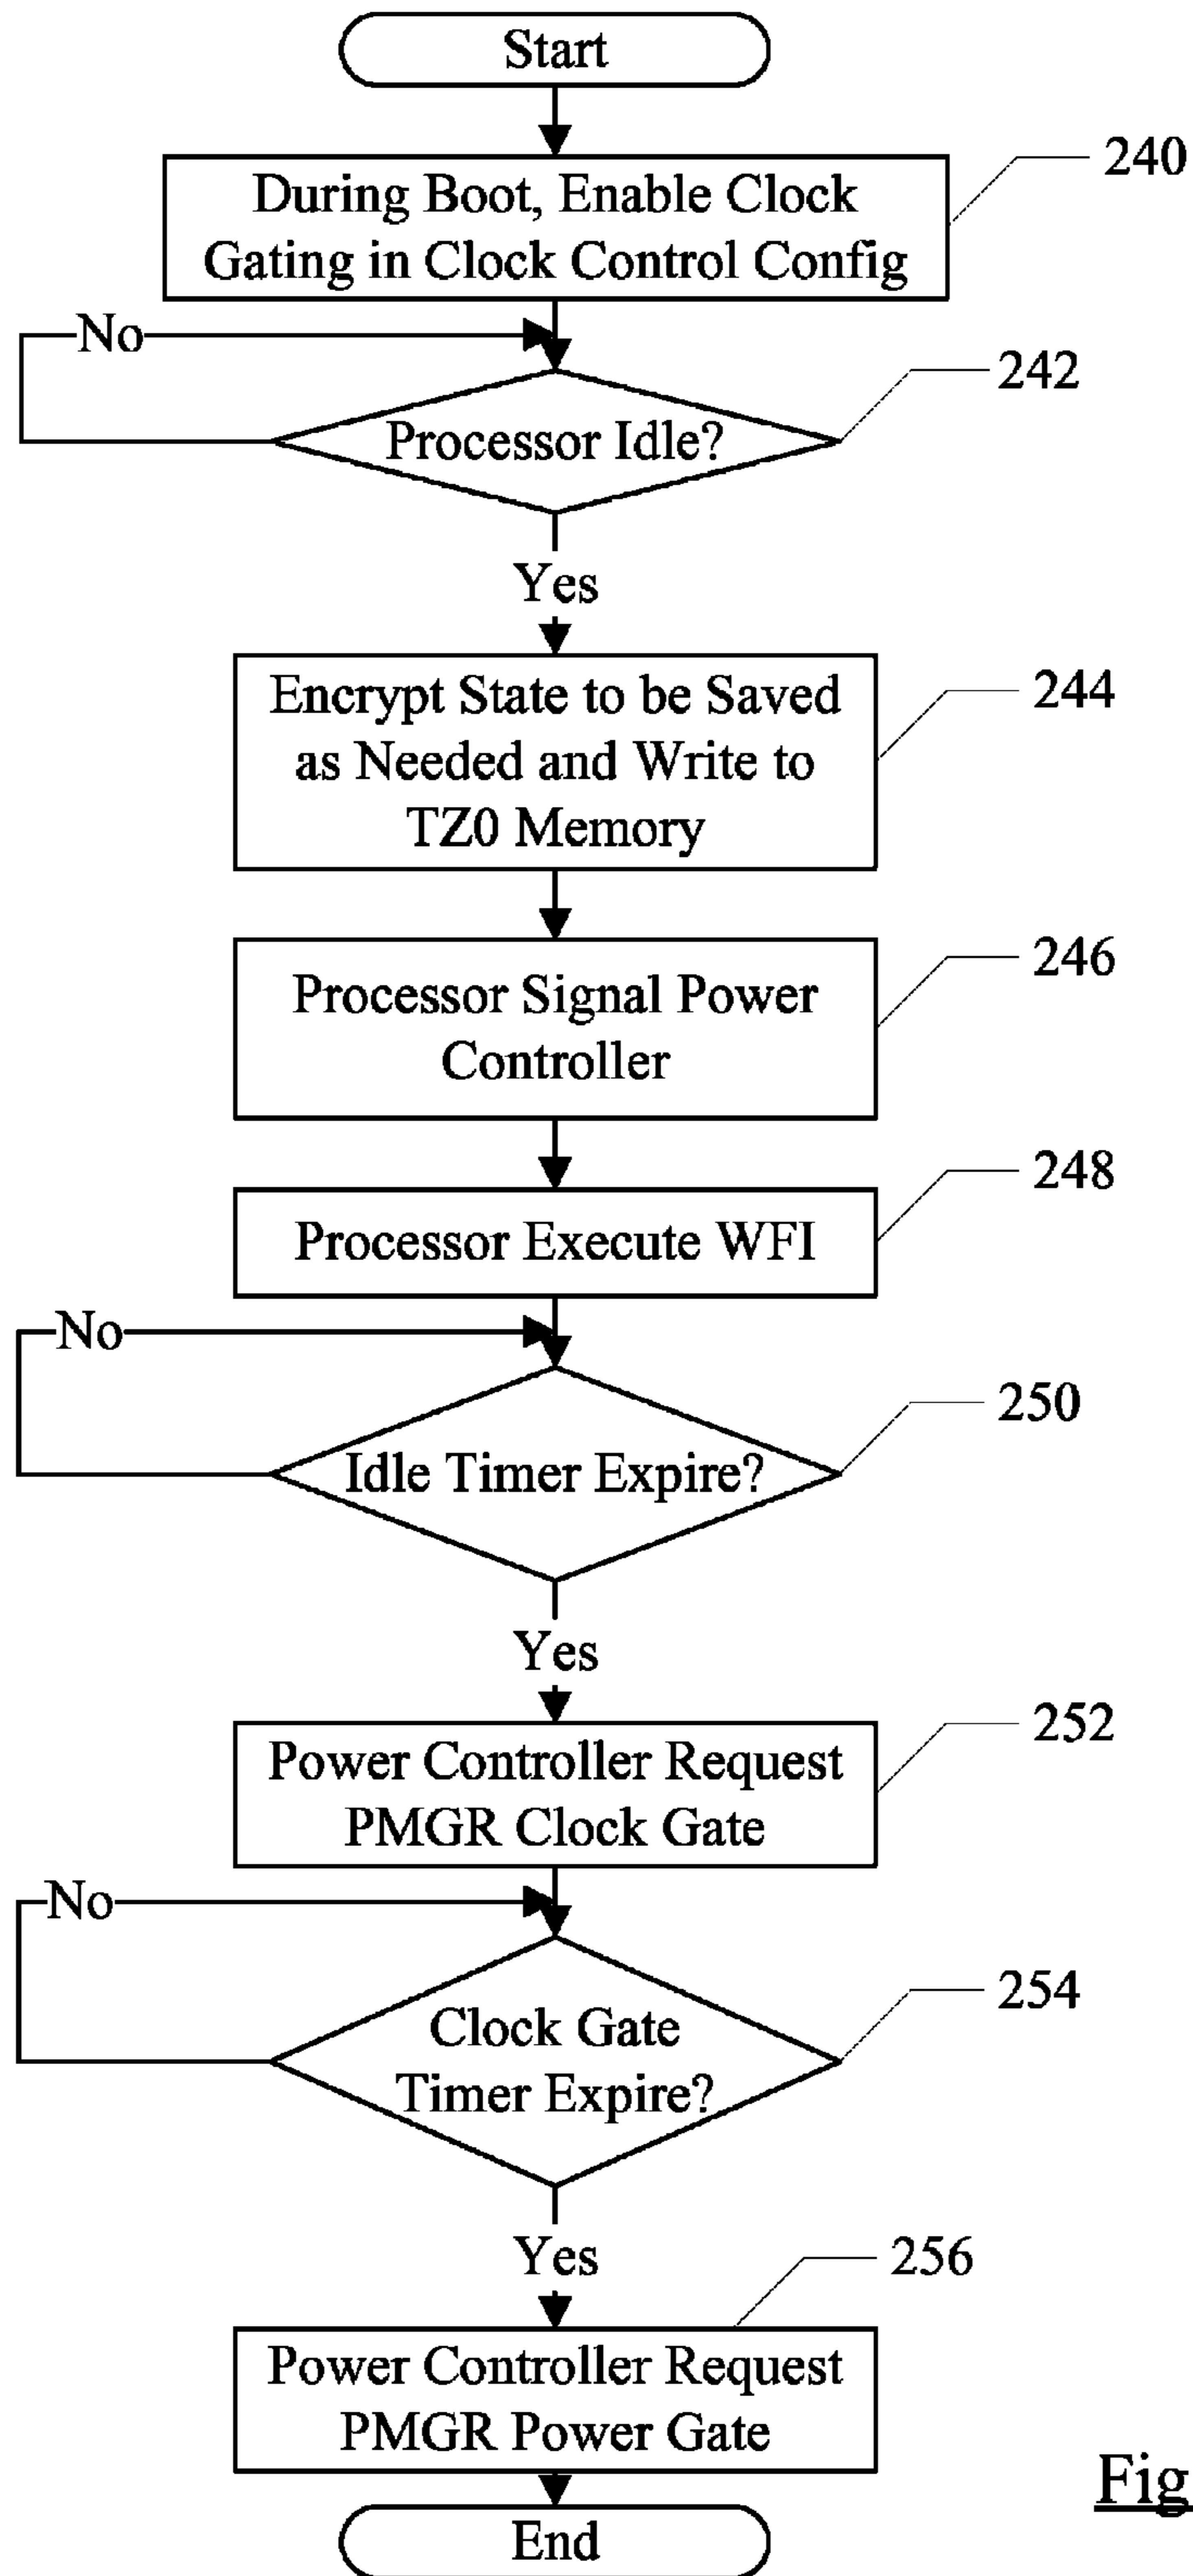 Start
240
During Boot, Enable Clock
Gating in Clock Control Config
No
242
Processor Idle?
Yes
244
Encrypt State to be Saved
as Needed and Write to
TZ0 Memory
246
Processor Signal Power
Controller
248
Processor Execute WFI
No
250
Idle Timer Expire?
Yes
252
Power Controller Request
PMGR Clock Gate
No
254
Clock Gate
Timer Expire?
Yes
256
Power Controller Request
PMGR Power Gate
Fig
End